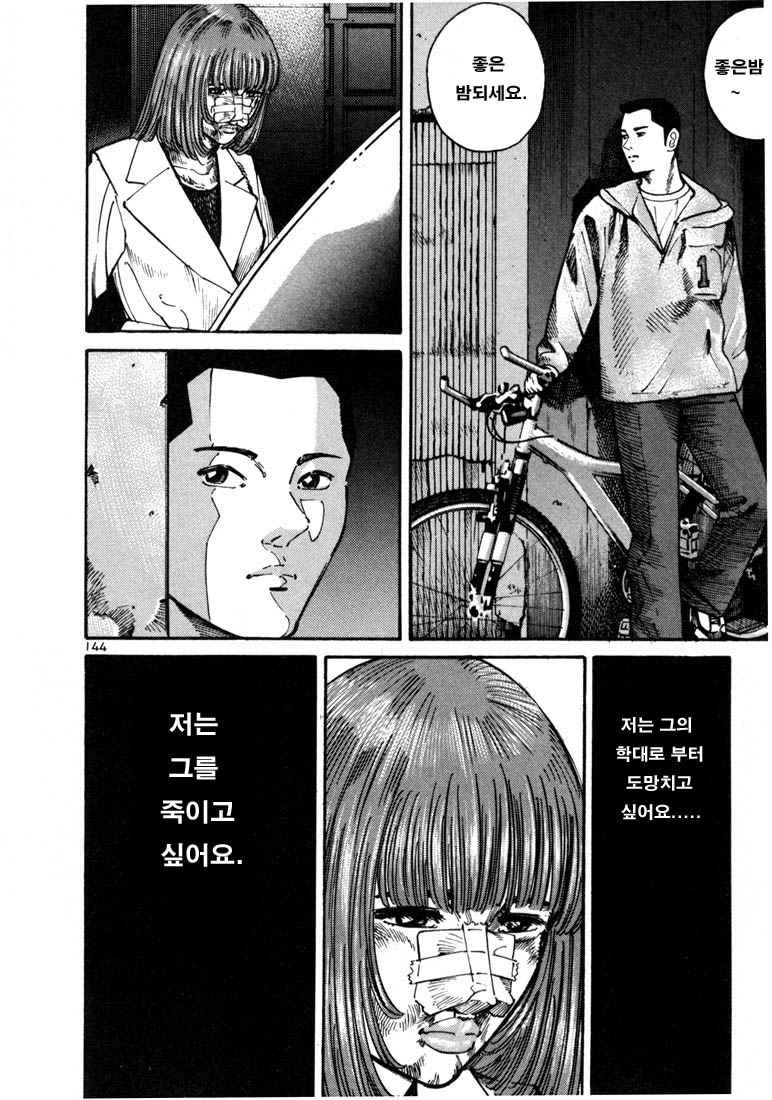 좋은밤
~
좋은
밤되세요.
1
144
저는 그의
학대로 부터
도망치고
싶어요.....
저는
그를
죽이고
싶어요.